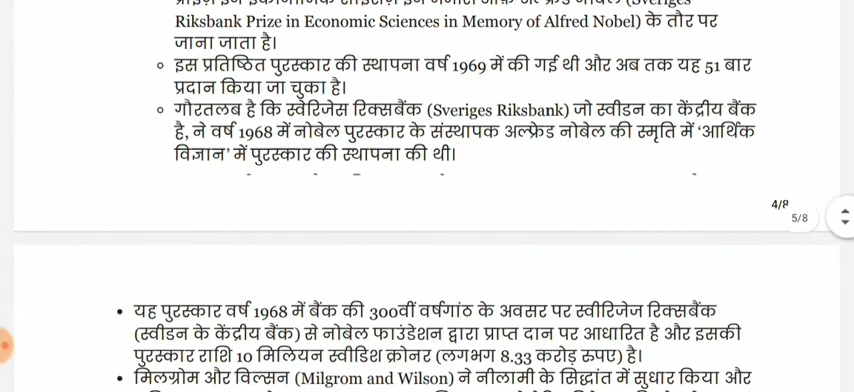 Riksbank Prize in Economic Sciences in Memory of Alfred Nobel) के तौर पर
जाना जाता है।
इस प्रतिष्ठित पुरस्कार की स्थापना वर्ष 1969 में की गई थी और अब तक यह 51 बार
प्रदान किया जा चुका है।
गौरतलब है कि स्वेरिजेस रिक्सबैंक (Sveriges Riksbank) जो स्वीडन का केंद्रीय बैंक
है, ने वर्ष 1968 में नोबेल पुरस्कार के संस्थापक अल्फ्रेड नोबेल की स्मृति में ‘आर्थिक
विज्ञान’ में पुरस्कार की स्थापना की थी।
4/8
5/8
यह पुरस्कार वर्ष 1968 में बैंक की 300वीं वर्षगांठ के अवसर पर स्वीरिजेज रिक्सबैंक
(स्वीडन के केंद्रीय बैंक) से नोबेल फाउंडेशन द्वारा प्राप्त दान पर आधारित है और इसकी
पुरस्कार राशि 10 मिलियन स्वीडिश क्रोनर (लगभग 8.33 करोड़ रुपए) है।
मिलग्रोम और विल्सन (Milgrom and Wilson) ने नीलामी के सिद्धांत में सुधार किया और